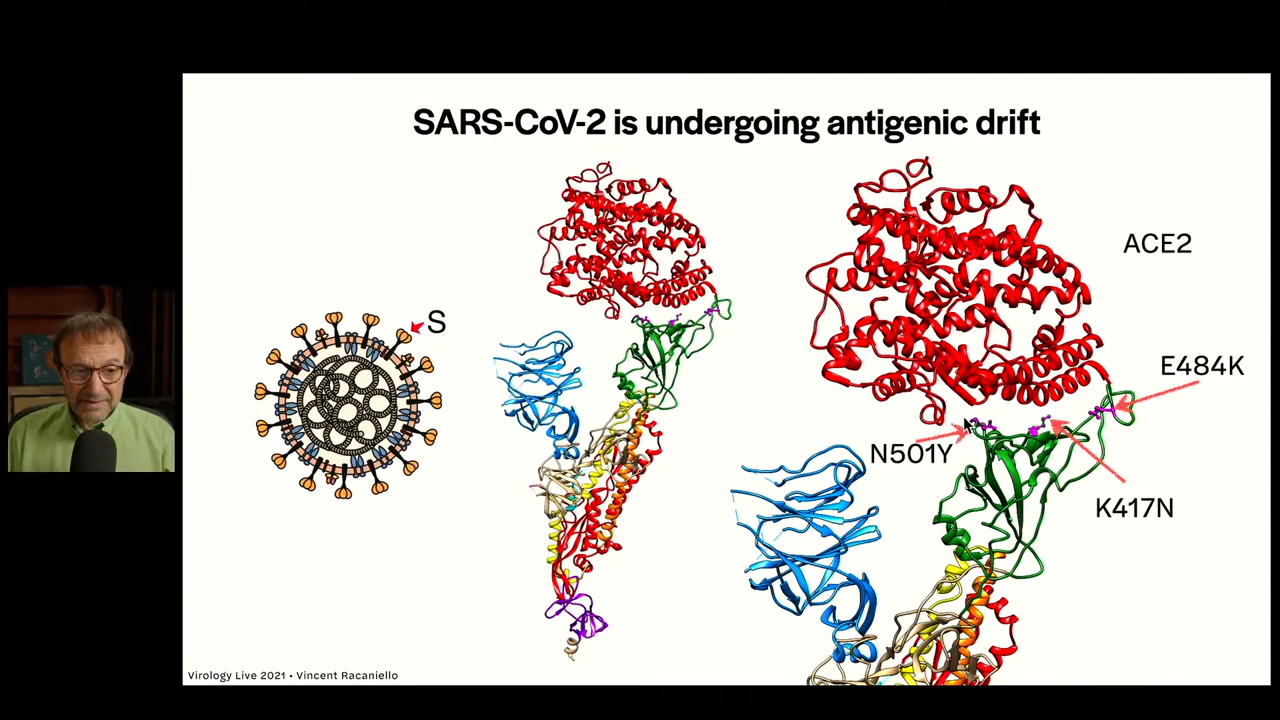 SARS-CoV-2 is undergoing antigenic drift
S
ACE2
E484K
N501Y
K417N
Virology Live 2021 • Vincent Racaniello